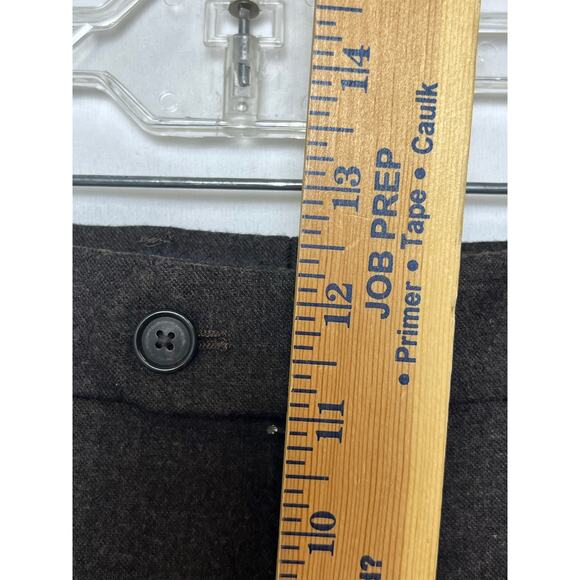 14
13
12
11
10
JOB PREP
• Primer • Tape • Caulk